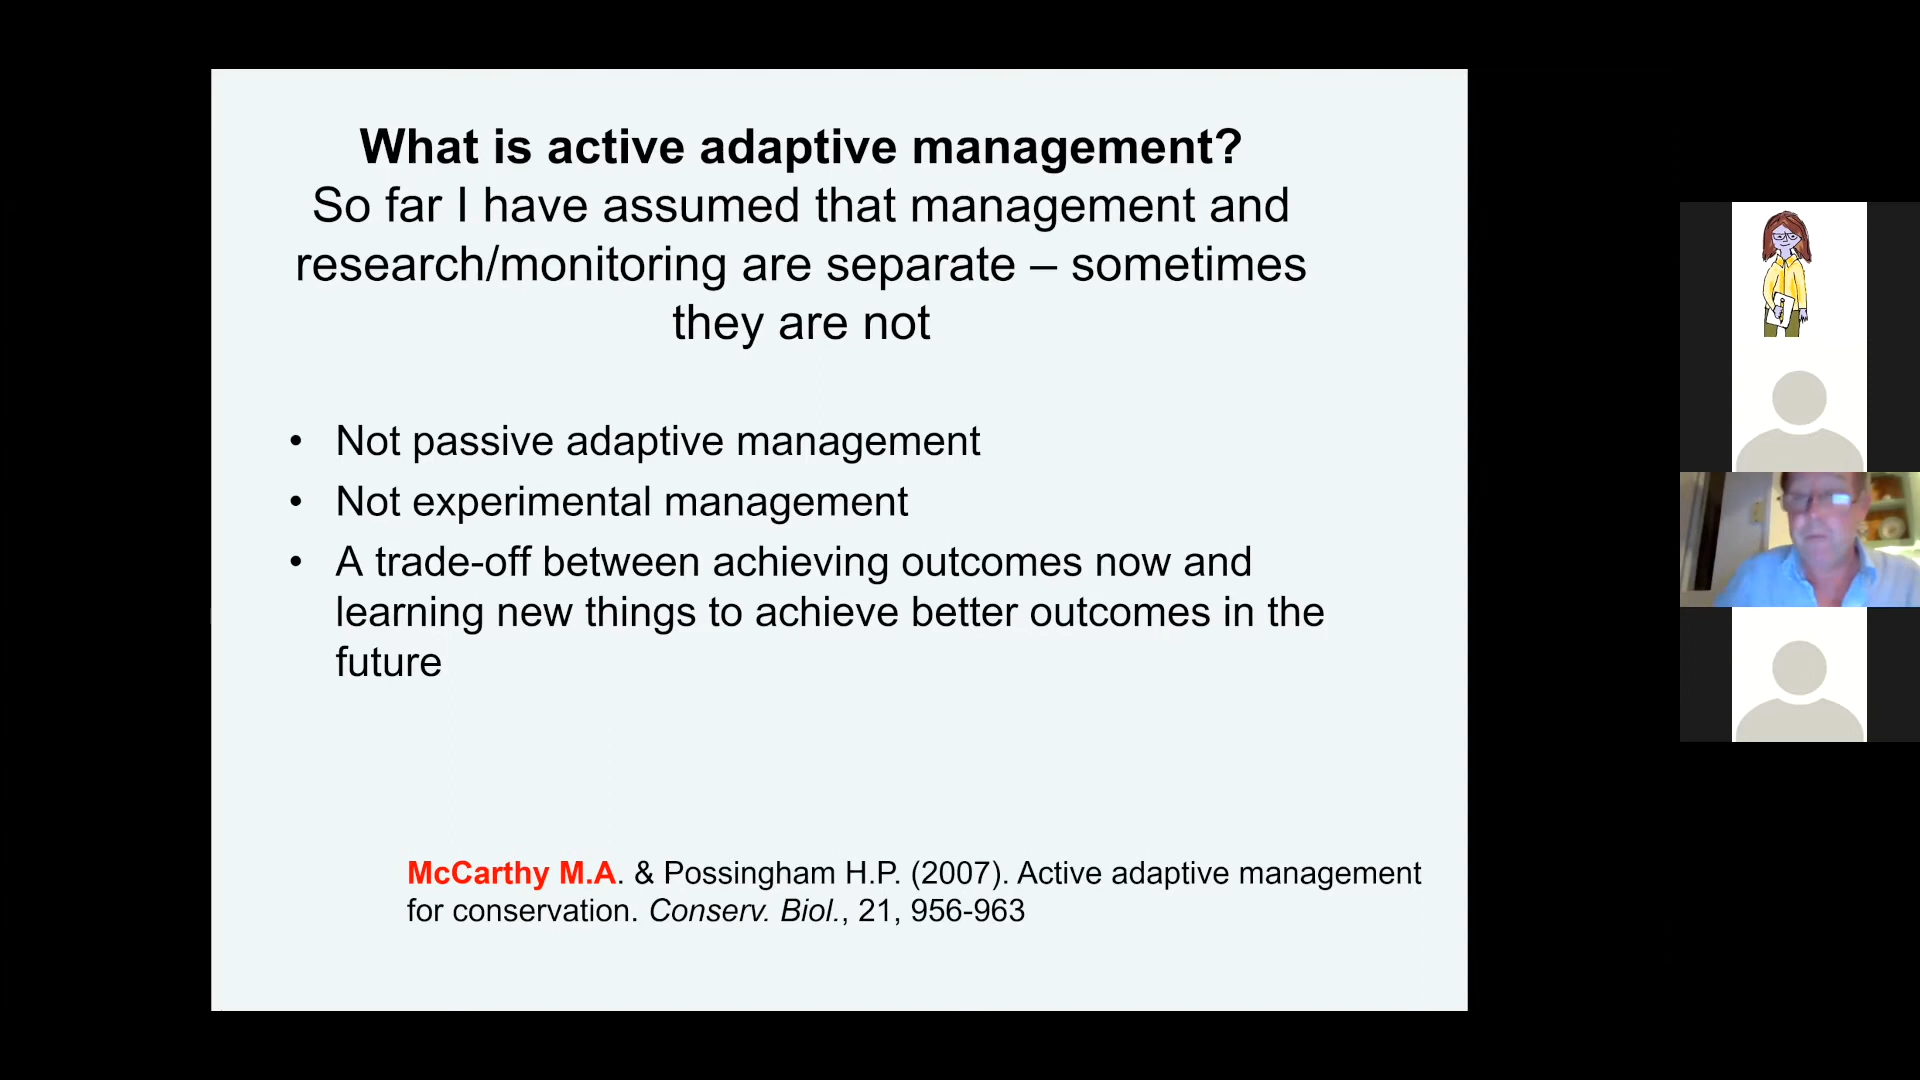 What is active adaptive management?
So far I have assumed that management and
research/monitoring are separate – sometimes
they are not
• Not passive adaptive management
• Not experimental management
• A trade-off between achieving outcomes now and
learning new things to achieve better outcomes in the
future
McCarthy M.A. & Possingham H.P. (2007). Active adaptive management
for conservation. Conserv. Biol., 21, 956-963